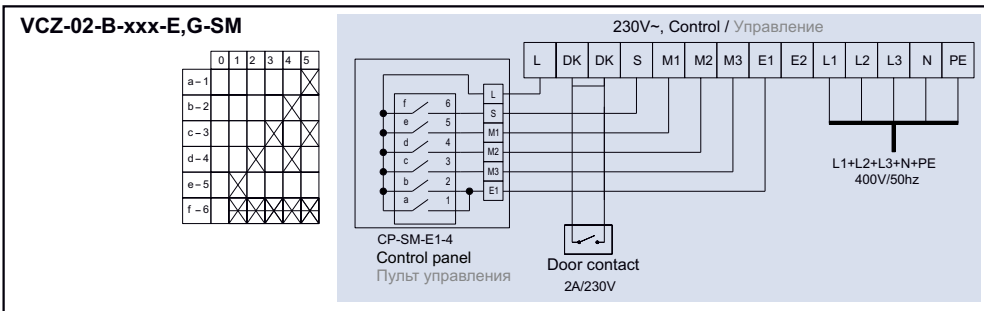 VCZ-02-B-xxx-E,G-SM
230V~, Control / Управление
0 1 2 3 4 5
a-1
b-2
c-3
d-4
e-5
f-6
L DK DK S M1 M2 M3 E1 E2 L1 L2 L3 N PE
L
f 6 S
e 5 M1
d 4 M2
c 3 M3
b 2 E1
a 1
L1+L2+L3+N+PE
400V/50hz
CP-SM-E1-4
Control panel
Пульт управления
Door contact
2A/230V